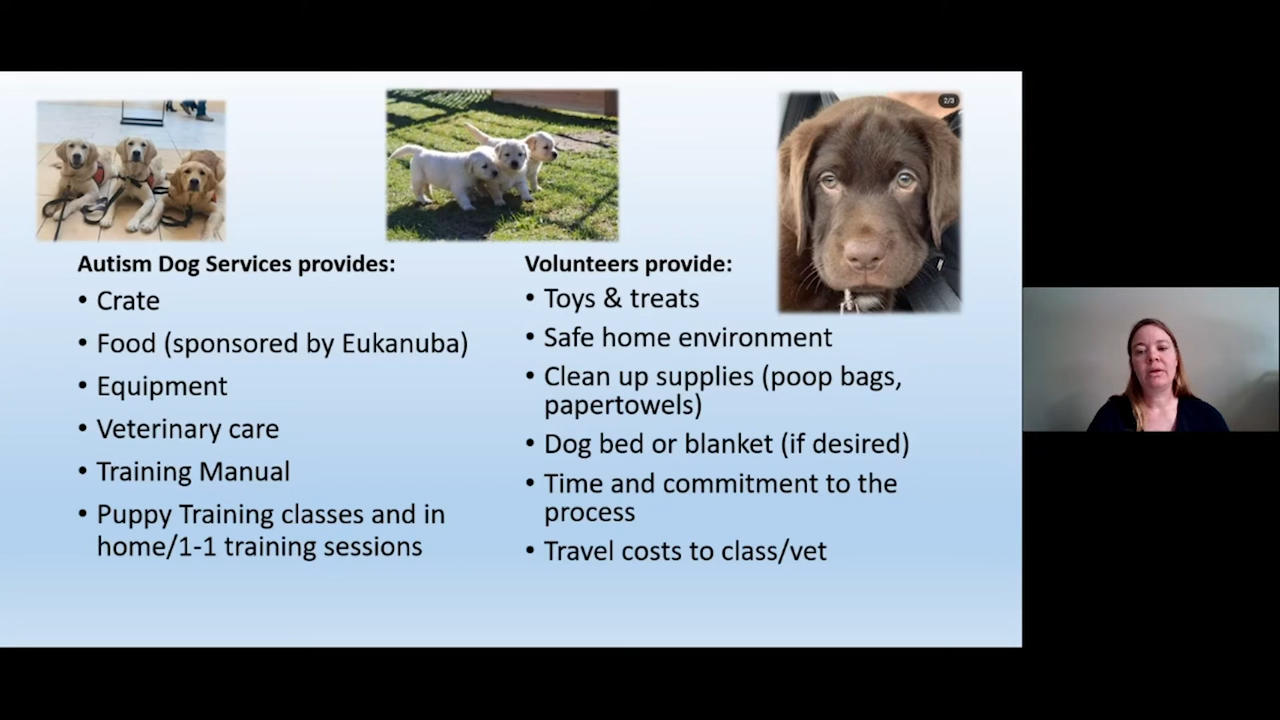 2/3
Autism Dog Services provides:
• Crate
• Food (sponsored by Eukanuba)
• Equipment
• Veterinary care
• Training Manual
• Puppy Training classes and in
home/1-1 training sessions
Volunteers provide:
• Toys & treats
• Safe home environment
• Clean up supplies (poop bags,
papertowels)
• Dog bed or blanket (if desired)
• Time and commitment to the
process
• Travel costs to class/vet